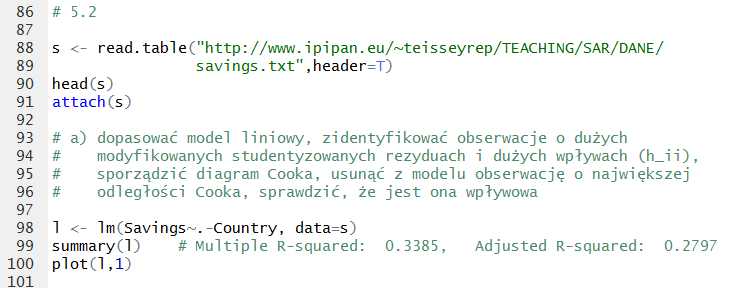 86 # 5.2
87
88 s <- read.table("http://www.ipipan.eu/~teisseyrep/TEACHING/SAR/DANE/
89                 savings.txt",header=T)
90 head(s)
91 attach(s)
92
93 # a) dopasować model liniowy, zidentyfikować obserwacje o dużych
94 #    modyfikowanych studentyzowanych rezyduach i dużych wpływach (h_ii),
95 #    sporządzić diagram Cooka, usunąć z modelu obserwację o największej
96 #    odległości Cooka, sprawdzić, że jest ona wpływowa
97
98 l <- lm(Savings~.-Country, data=s)
99 summary(l)    # Multiple R-squared:  0.3385,   Adjusted R-squared:  0.2797
100 plot(l,1)
101